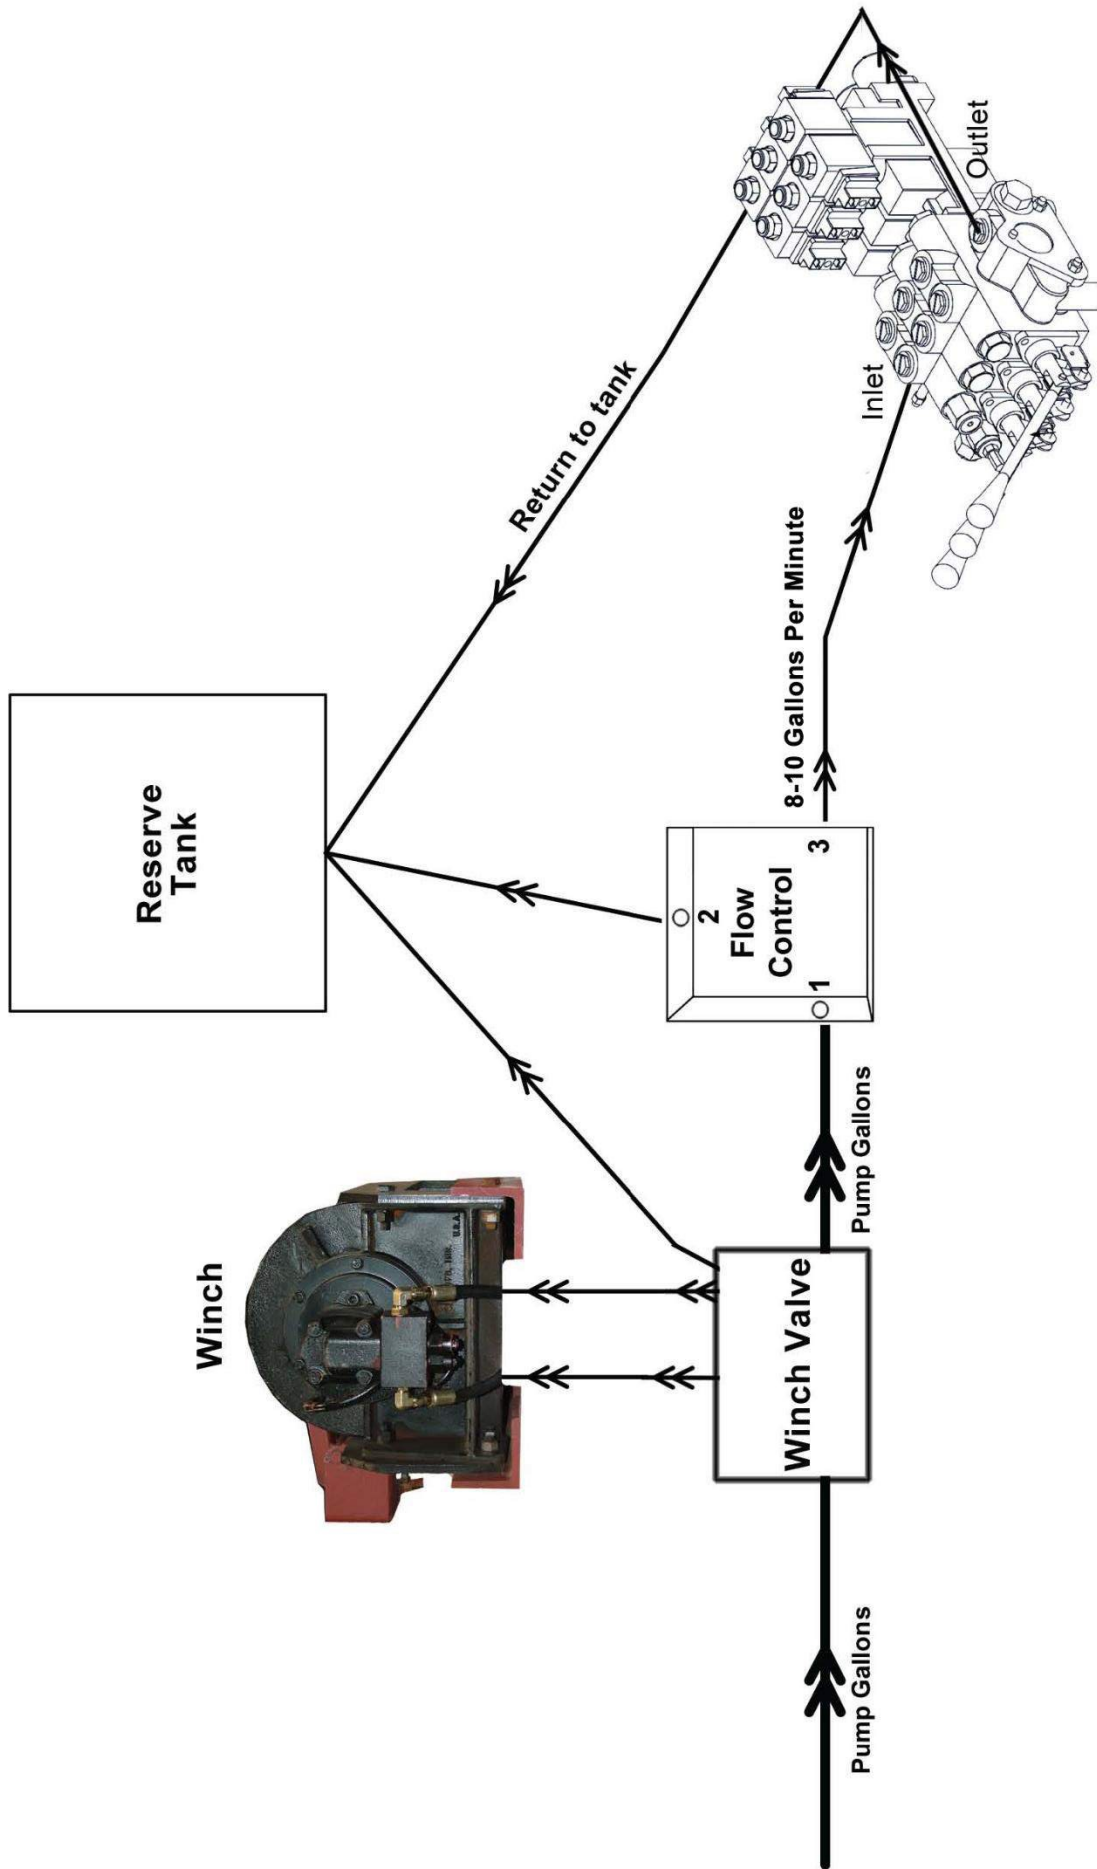 Reserve
Tank
Winch
Return to tank
Outlet
Inlet
8-10 Gallons Per Minute
2
Flow
Control
1
3
Winch Valve
Pump Gallons
Pump Gallons
U.S.A.